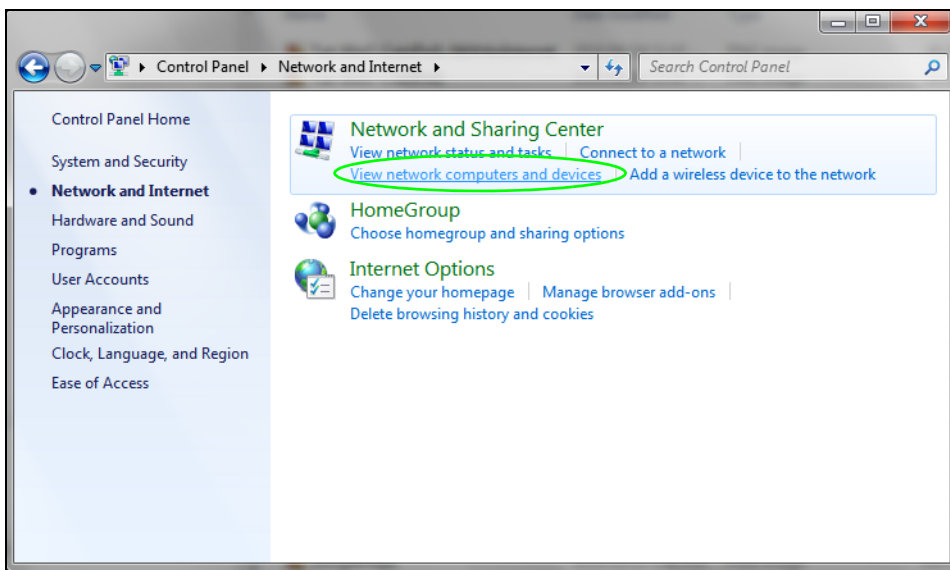 Control Panel Network and Internet Search Control Panel
Control Panel Home
System and Security
Network and Internet
Hardware and Sound
Programs
User Accounts
Appearance and
Personalization
Clock, Language, and Region
Ease of Access
Network and Sharing Center
View network status and tasks Connect to a network
View network computers and devices Add a wireless device to the network
HomeGroup
Choose homegroup and sharing options
Internet Options
Change your homepage Manage browser add-ons
Delete browsing history and cookies